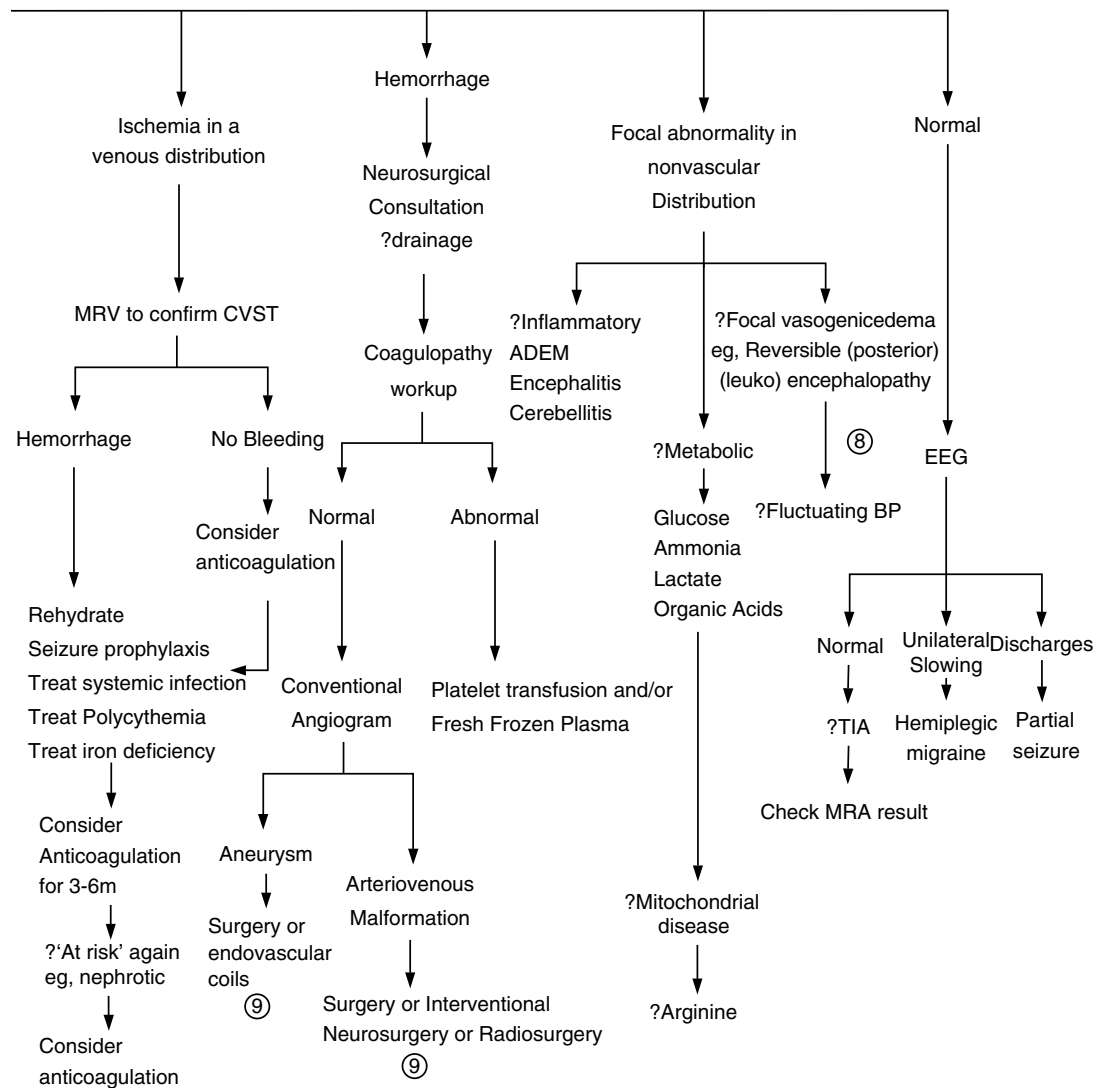 Ischemia in a
venous distribution
MRV to confirm CVST
Hemorrhage
No Bleeding
Consider
anticoagulation
Rehydrate
Seizure prophylaxis
Treat systemic infection
Treat Polycythemia
Treat iron deficiency
Consider
Anticoagulation
for 3-6m
?‘At risk’ again
eg, nephrotic
Consider
anticoagulation
Hemorrhage
Neurosurgical
Consultation
?drainage
Coagulopathy
workup
Normal
Abnormal
Conventional
Angiogram
Platelet transfusion and/or
Fresh Frozen Plasma
Aneurysm
Surgery or
endovascular
coils
9
Arteriovenous
Malformation
Surgery or Interventional
Neurosurgery or Radiosurgery
9
Focal abnormality in
nonvascular
Distribution
?Inflammatory
ADEM
Encephalitis
Cerebellitis
?Metabolic
Glucose
Ammonia
Lactate
Organic Acids
?Mitochondrial
disease
?Arginine
?Focal vasogenicedema
eg, Reversible (posterior)
(leuko) encephalopathy
8
?Fluctuating BP
Normal
EEG
Normal
?TIA
Check MRA result
Unilateral
Slowing
Hemiplegic
migraine
Discharges
Partial
seizure